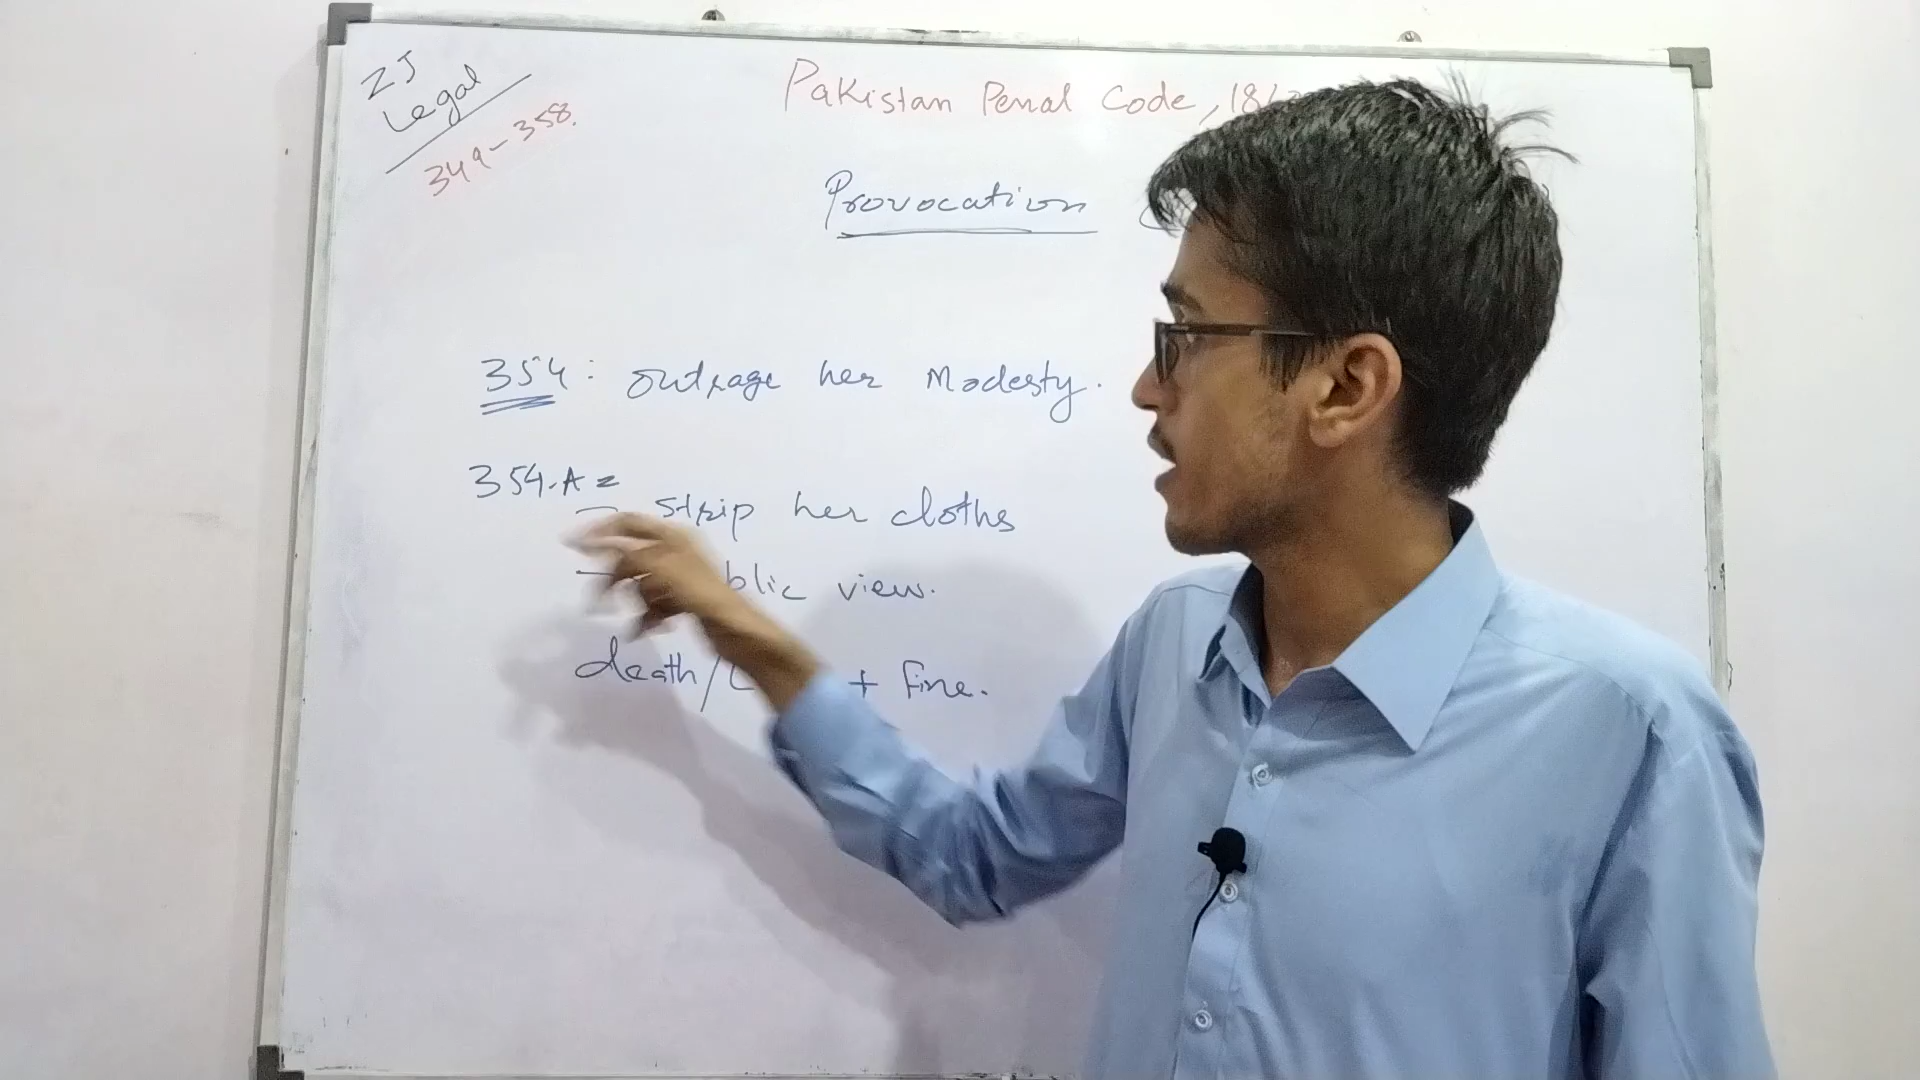 ZJ
Legal
349-358.
Pakistan Penal Code, 18
Provocation
354: outrage her Modesty.
354.A =
→ strip her cloths
view.
death/ + fine.